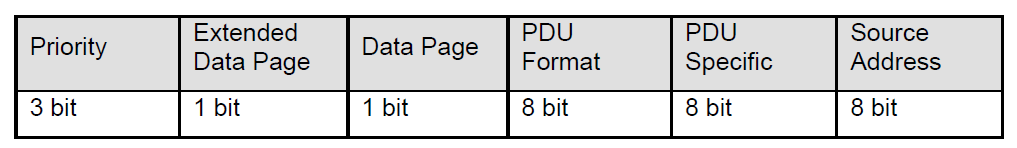 Priority
Extended
Data Page
Data Page
PDU
Format
PDU
Specific
Source
Address
3 bit
1 bit
1 bit
8 bit
8 bit
8 bit